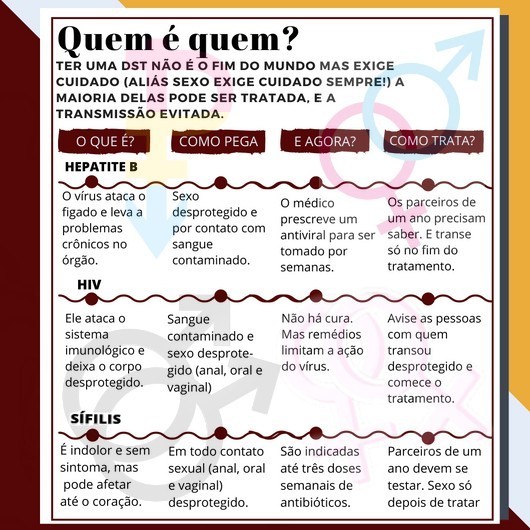 Quem é quem?
TER UMA DST NÃO É O FIM DO MUNDO MAS EXIGE
CUIDADO (ALIÁS SEXO EXIGE CUIDADO SEMPRE!) A
MAIORIA DELAS PODE SER TRATADA, E A
TRANSMISSÃO EVITADA.
O QUE É?
COMO PEGA
E AGORA?
COMO TRATA?
HEPATITE B
O vírus ataca o
figado e leva a
problemas
crônicos no
órgão.
Sexo
desprotegido e
por contato com
sangue
contaminado.
O médico
prescreve um
antiviral para ser
tomado por
semanas.
Os parceiros de
um ano precisam
saber. E transe
só no fim do
tratamento.
HIV
Ele ataca o
sistema
imunológico e
deixa o corpo
desprotegido.
Sangue
contaminado e
sexo desprote-
gido (anal, oral e
vaginal)
Não há cura.
Mas remédios
limitam a ação
do vírus.
Avise as pessoas
com quem
transou
desprotegido e
comece o
tratamento.
SÍFILIS
É indolor e sem
sintoma, mas
pode afetar
até o coração.
Em todo contato
sexual (anal, oral
e vaginal)
desprotegido.
São indicadas
até três doses
semanais de
antibióticos.
Parceiros de um
ano devem se
testar. Sexo só
depois de tratar